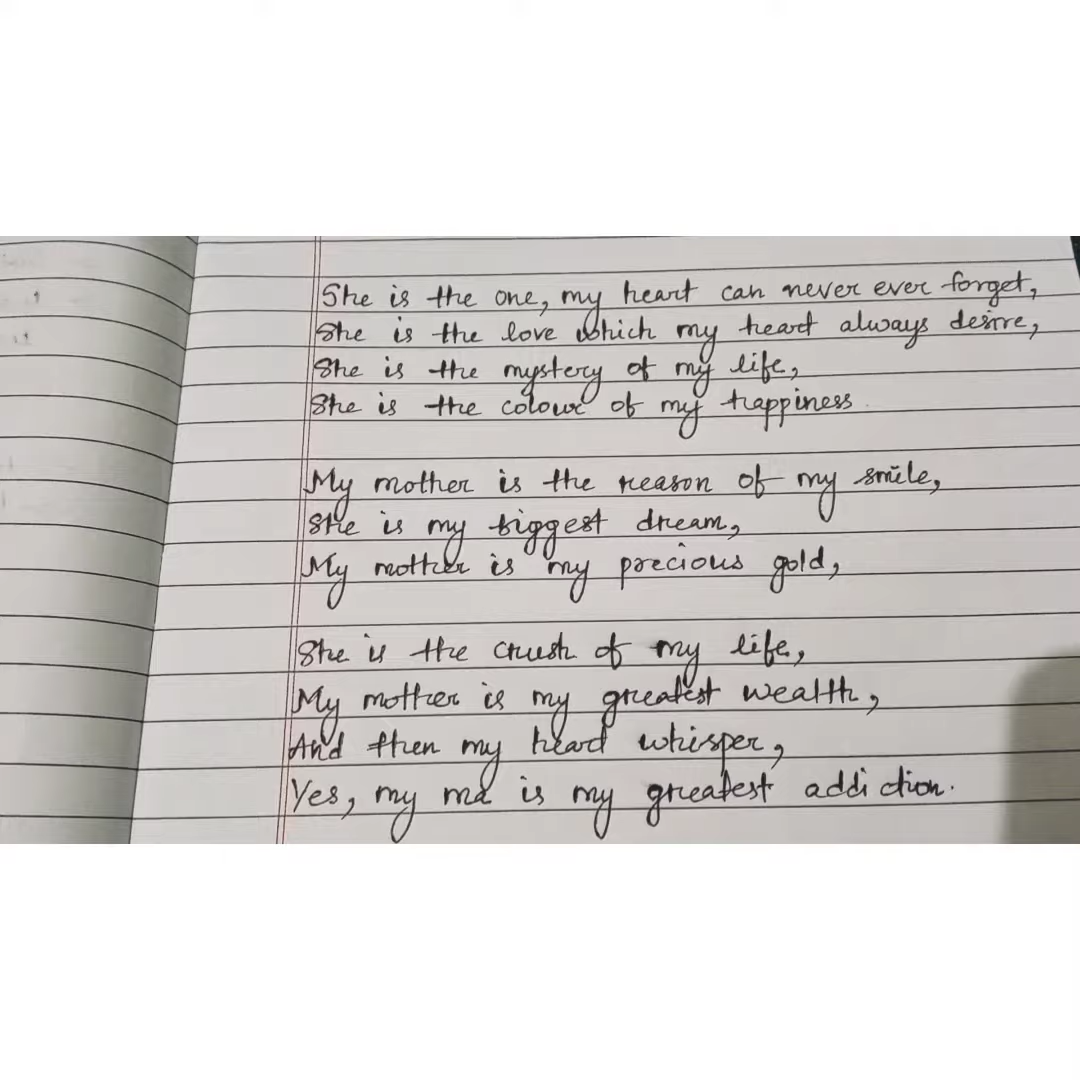 She is the one, my heart can never ever forget,
She is the love which my heart always desire,
She is the mystery of my life,
She is the colour of my happiness.
My mother is the reason of my smile,
She is my biggest dream,
My mother is my precious gold,
She is the crush of my life,
My mother is my greatest wealth,
And then my heart whisper,
Yes, my ma is my greatest addiction.